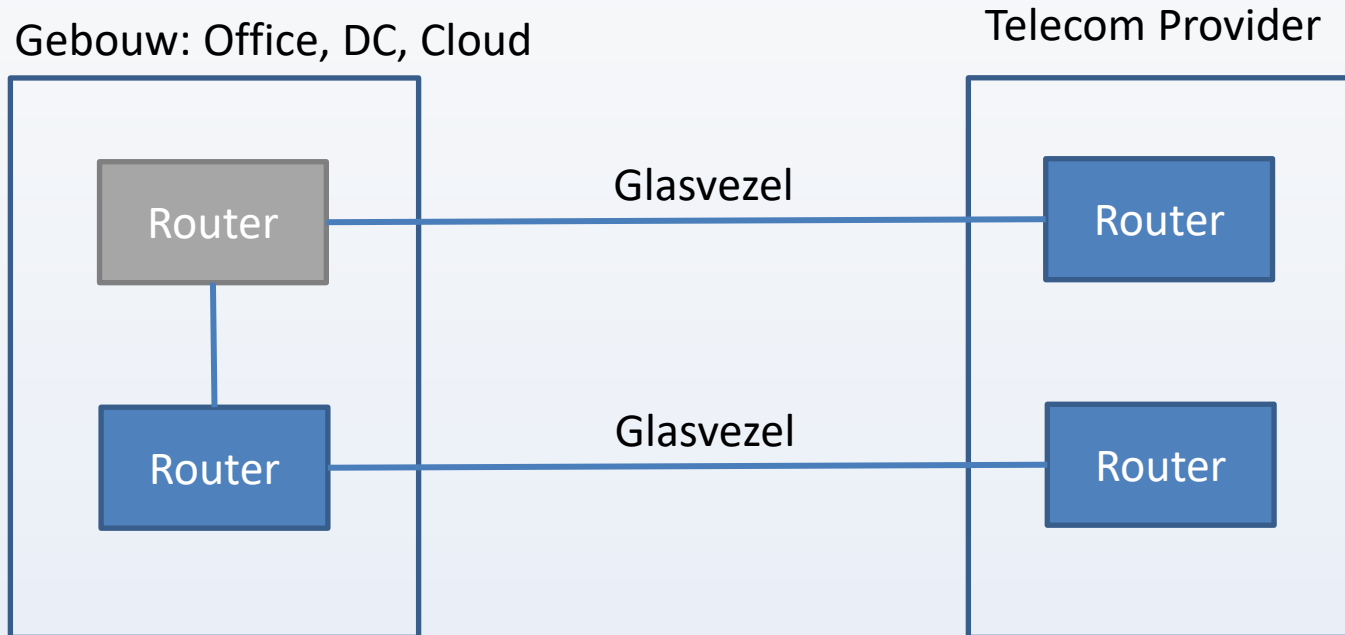 Gebouw: Office, DC, Cloud
Telecom Provider
Router
Glasvezel
Router
Router
Glasvezel
Router